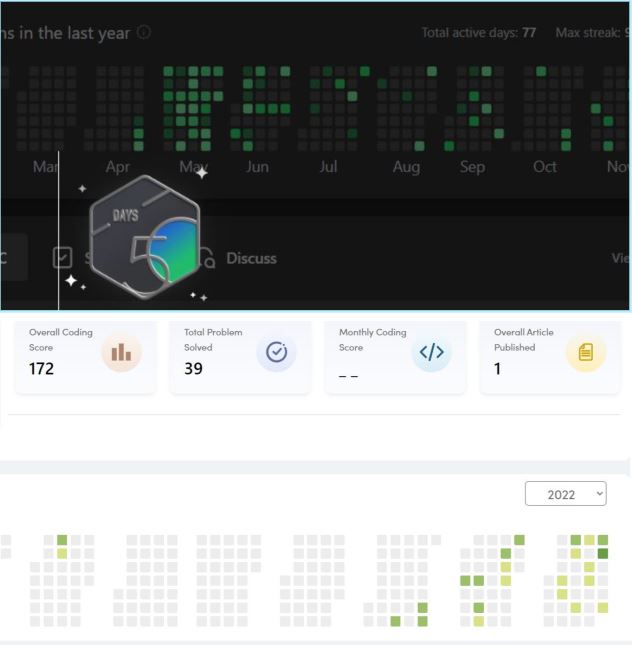 ns in the last year
Total active days: 77 Max streak: 9
Mar Apr May Jun Jul Aug Sep Oct Nov
DAYS
50
C S Discuss Vie
Overall Coding Score
172
Total Problem Solved
39
Monthly Coding Score
_ _
Overall Article Published
1
2022